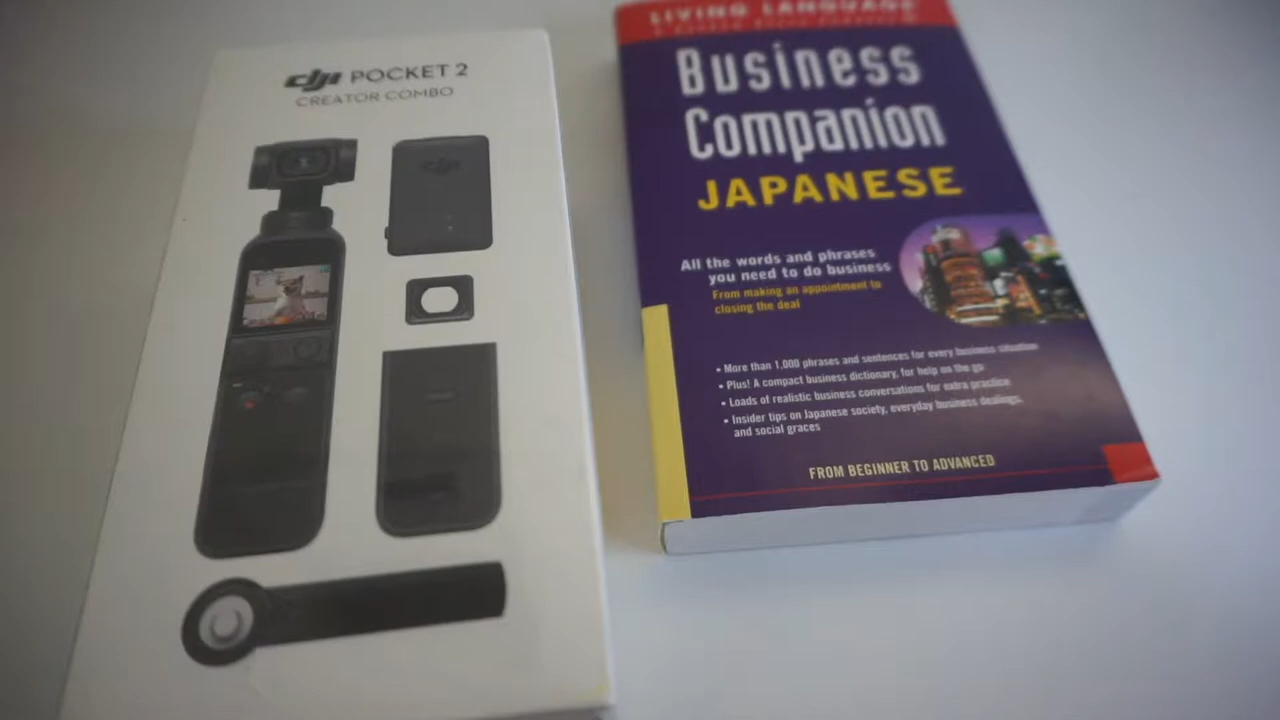 dji POCKET 2
CREATOR COMBO
LIVING LANGUAGE
Business
Companion
JAPANESE
All the words and phrases
you need to do business
From making an appointment to
closing the deal
• More than 1,000 phrases and sentences for every business situation
• Plus! A compact business dictionary, for help on the go
• Loads of realistic business conversations for extra practice
• Insider tips on Japanese society, everyday business dealings,
and social graces
FROM BEGINNER TO ADVANCED